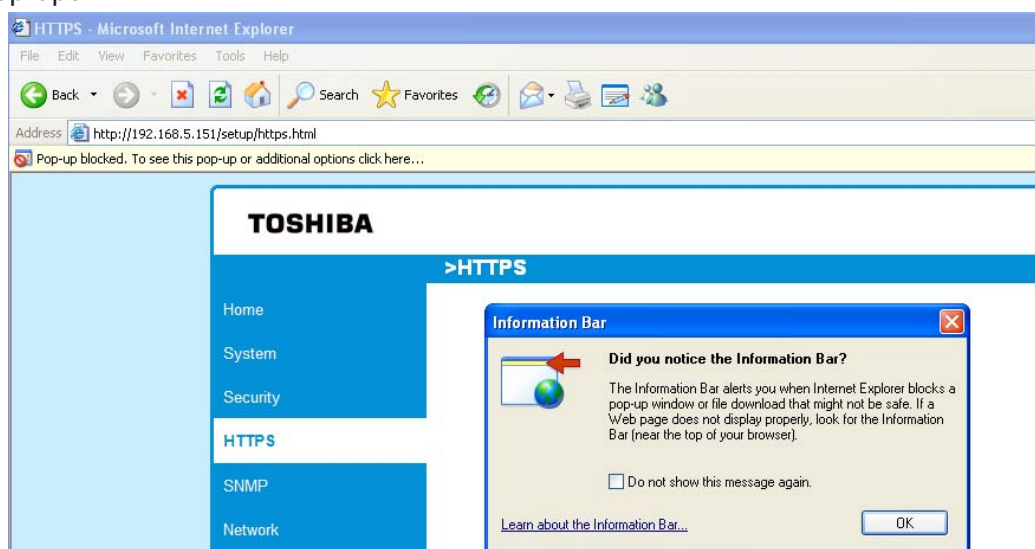 HTTPS - Microsoft Internet Explorer
File Edit View Favorites Tools Help
Back Search Favorites
Address http://192.168.5.151/setup/https.html
Pop-up blocked. To see this pop-up or additional options click here...
TOSHIBA
>HTTPS
Home
System
Security
HTTPS
SNMP
Network
Information Bar
Did you notice the Information Bar?
The Information Bar alerts you when Internet Explorer blocks a
pop-up window or file download that might not be safe. If a
Web page does not display properly, look for the Information
Bar (near the top of your browser).
Do not show this message again.
Learn about the Information Bar...
OK